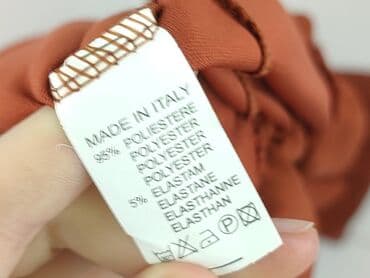 MADE IN ITALY
95% POLIESTERE
POLYESTER
POLYESTER
POLYESTER
5% ELASTAM
ELASTANE
ELASTHANNE
ELASTHAN
P